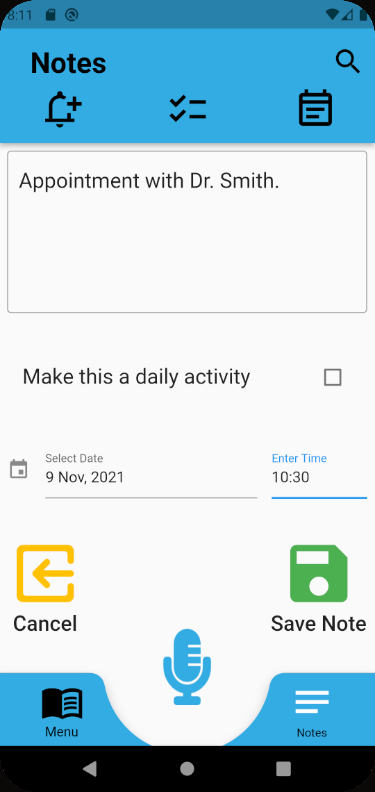 8:11
Notes
Appointment with Dr. Smith.
Make this a daily activity
Select Date
Enter Time
9 Nov, 2021
10:30
Cancel
Save Note
Menu
Notes